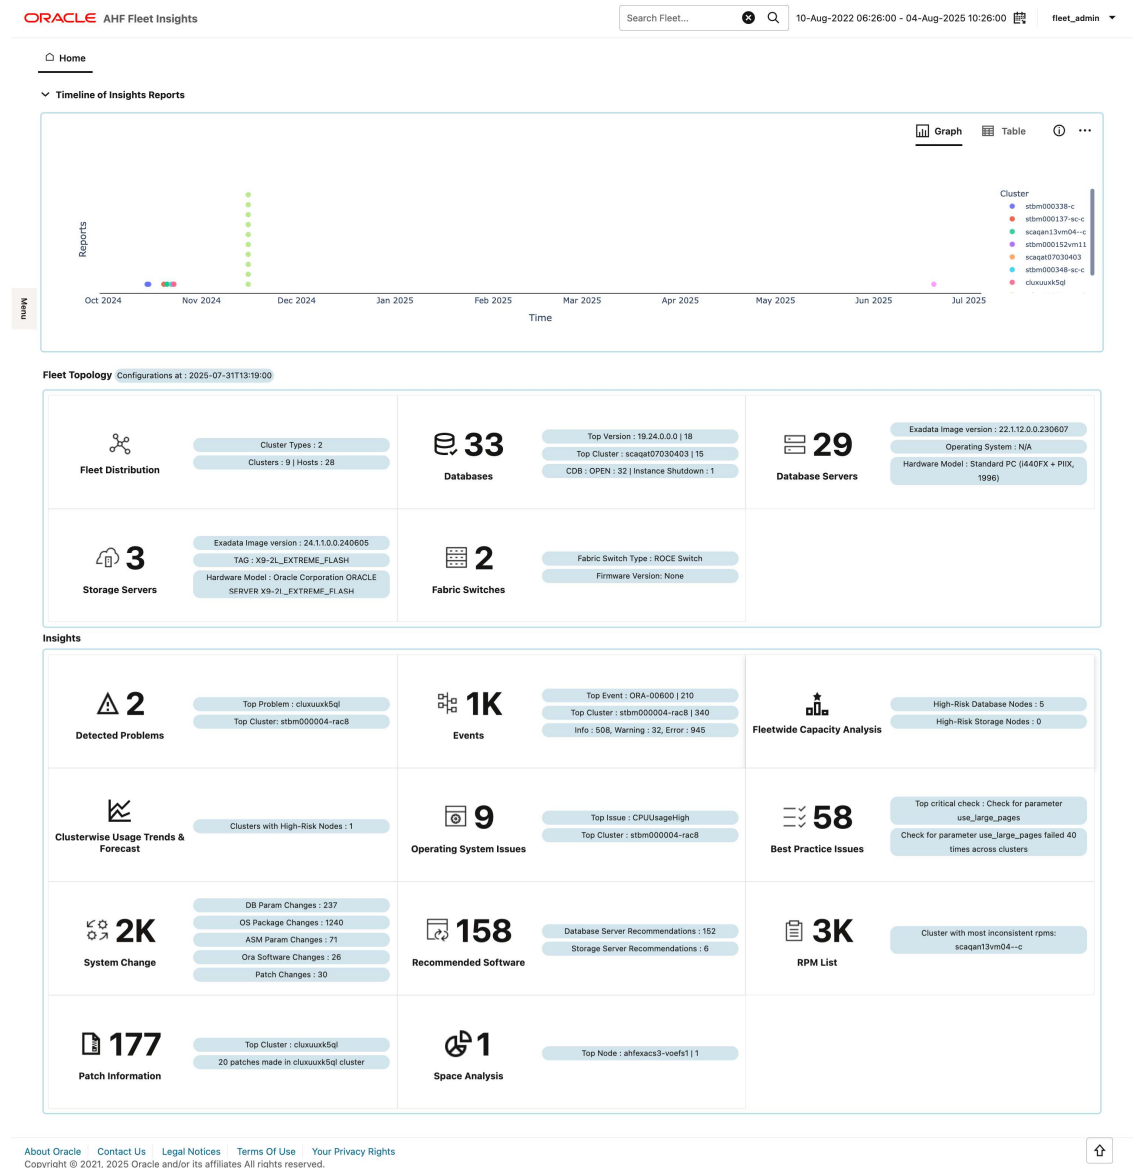 ORACLE AHF Fleet Insights
Search Fleet...
10-Aug-2022 06:26:00 - 04-Aug-2025 10:26:00
fleet_admin
Home
Timeline of Insights Reports
Graph
Table
Reports
Oct 2024
Nov 2024
Dec 2024
Jan 2025
Feb 2025
Mar 2025
Apr 2025
May 2025
Jun 2025
Jul 2025
Time
Cluster
stbm000338-c
stbm000137-sc-c
scaqan13vm04--c
stbm000152vm11
scaqat07030403
stbm000348-sc-c
cluxuuxk5ql
Menu
Fleet Topology
Configurations at : 2025-07-31T13:19:00
Fleet Distribution
Cluster Types : 2
Clusters : 9 | Hosts : 28
33
Databases
Top Version : 19.24.0.0.0 | 18
Top Cluster : scaqat07030403 | 15
CDB : OPEN : 32 | Instance Shutdown : 1
29
Database Servers
Exadata Image version : 22.1.12.0.0.230607
Operating System : N/A
Hardware Model : Standard PC (i440FX + PIIX,
1996)
3
Storage Servers
Exadata Image version : 24.1.1.0.0.240605
TAG : X9-2L_EXTREME_FLASH
Hardware Model : Oracle Corporation ORACLE
SERVER X9-2L_EXTREME_FLASH
2
Fabric Switches
Fabric Switch Type : ROCE Switch
Firmware Version: None
Insights
2
Detected Problems
Top Problem : cluxuuxk5ql
Top Cluster: stbm000004-rac8
1K
Events
Top Event : ORA-00600 | 210
Top Cluster : stbm000004-rac8 | 340
Info : 508, Warning : 32, Error : 945
Fleetwide Capacity Analysis
High-Risk Database Nodes : 5
High-Risk Storage Nodes : 0
Clusterwise Usage Trends &
Forecast
Clusters with High-Risk Nodes : 1
9
Operating System Issues
Top Issue : CPUUsageHigh
Top Cluster : stbm000004-rac8
58
Best Practice Issues
Top critical check : Check for parameter
use_large_pages
Check for parameter use_large_pages failed 40
times across clusters
2K
System Change
DB Param Changes : 237
OS Package Changes : 1240
ASM Param Changes : 71
Ora Software Changes : 26
Patch Changes : 30
158
Recommended Software
Database Server Recommendations : 152
Storage Server Recommendations : 6
3K
RPM List
Cluster with most inconsistent rpms:
scaqan13vm04--c
177
Patch Information
Top Cluster : cluxuuxk5ql
20 patches made in cluxuuxk5ql cluster
1
Space Analysis
Top Node : ahfexacs3-voefs1 | 1
About Oracle
Contact Us
Legal Notices
Terms Of Use
Your Privacy Rights
Copyright © 2021, 2025 Oracle and/or its affiliates All rights reserved.